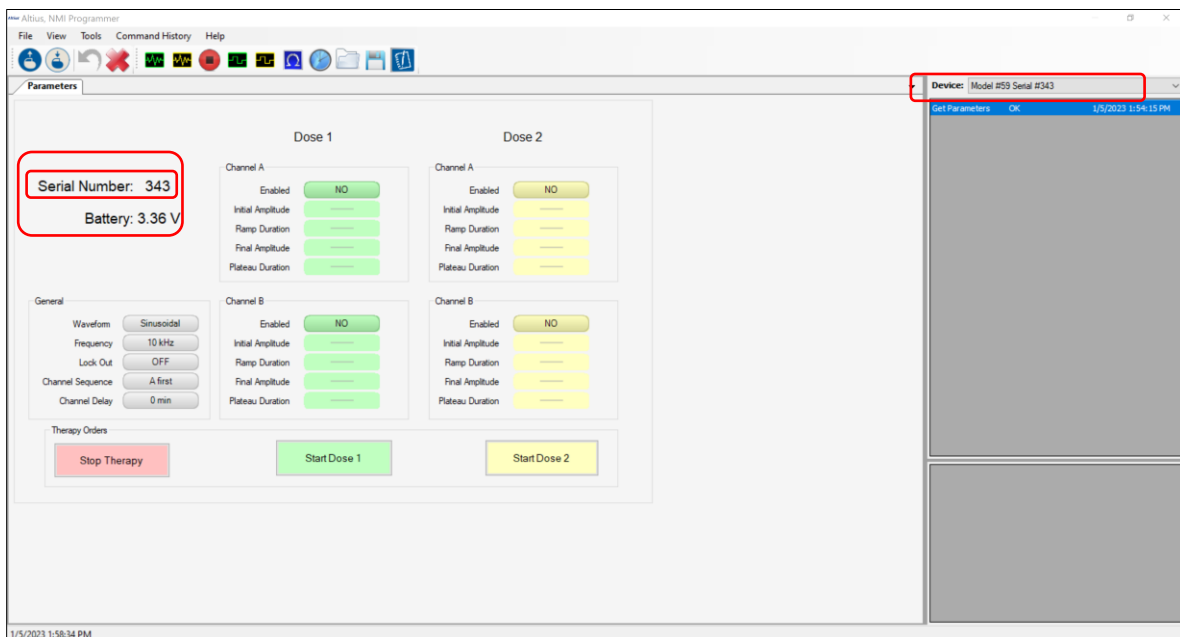 Altius, NMI Programmer
File View Tools Command History Help
Parameters
Device: Model #59 Serial #343
Get Parameters OK 1/5/2023 1:54:15 PM
Dose 1 Dose 2
Serial Number: 343
Battery: 3.36 V
Channel A
Enabled NO
Initial Amplitude
Ramp Duration
Final Amplitude
Plateau Duration
Channel A
Enabled NO
Initial Amplitude
Ramp Duration
Final Amplitude
Plateau Duration
General
Waveform Sinusoidal
Frequency 10 kHz
Lock Out OFF
Channel Sequence A first
Channel Delay 0 min
Channel B
Enabled NO
Initial Amplitude
Ramp Duration
Final Amplitude
Plateau Duration
Channel B
Enabled NO
Initial Amplitude
Ramp Duration
Final Amplitude
Plateau Duration
Therapy Orders
Stop Therapy Start Dose 1 Start Dose 2
1/5/2023 1:58:34 PM